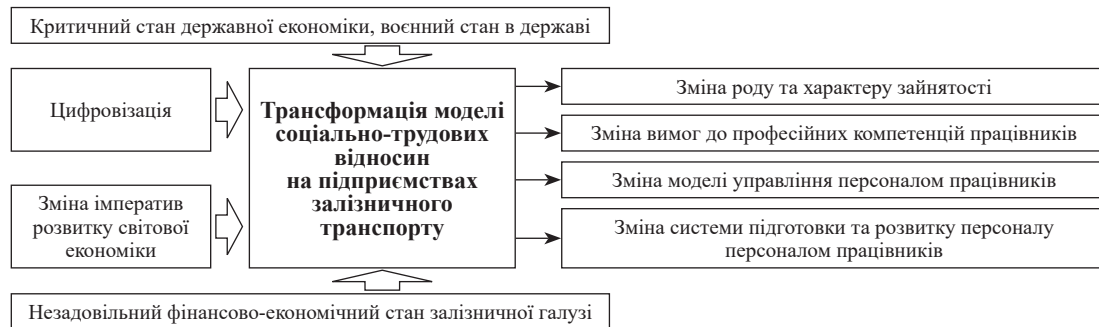 Критичний стан державної економіки, воєнний стан в державі
Цифровізація
Зміна імператив
розвитку світової
економіки
Трансформація моделі
соціально-трудових
відносин
на підприємствах
залізничного
транспорту
Зміна роду та характеру зайнятості
Зміна вимог до професійних компетенцій працівників
Зміна моделі управління персоналом працівників
Зміна системи підготовки та розвитку персоналу
персоналом працівників
Незадовільний фінансово-економічний стан залізничної галузі